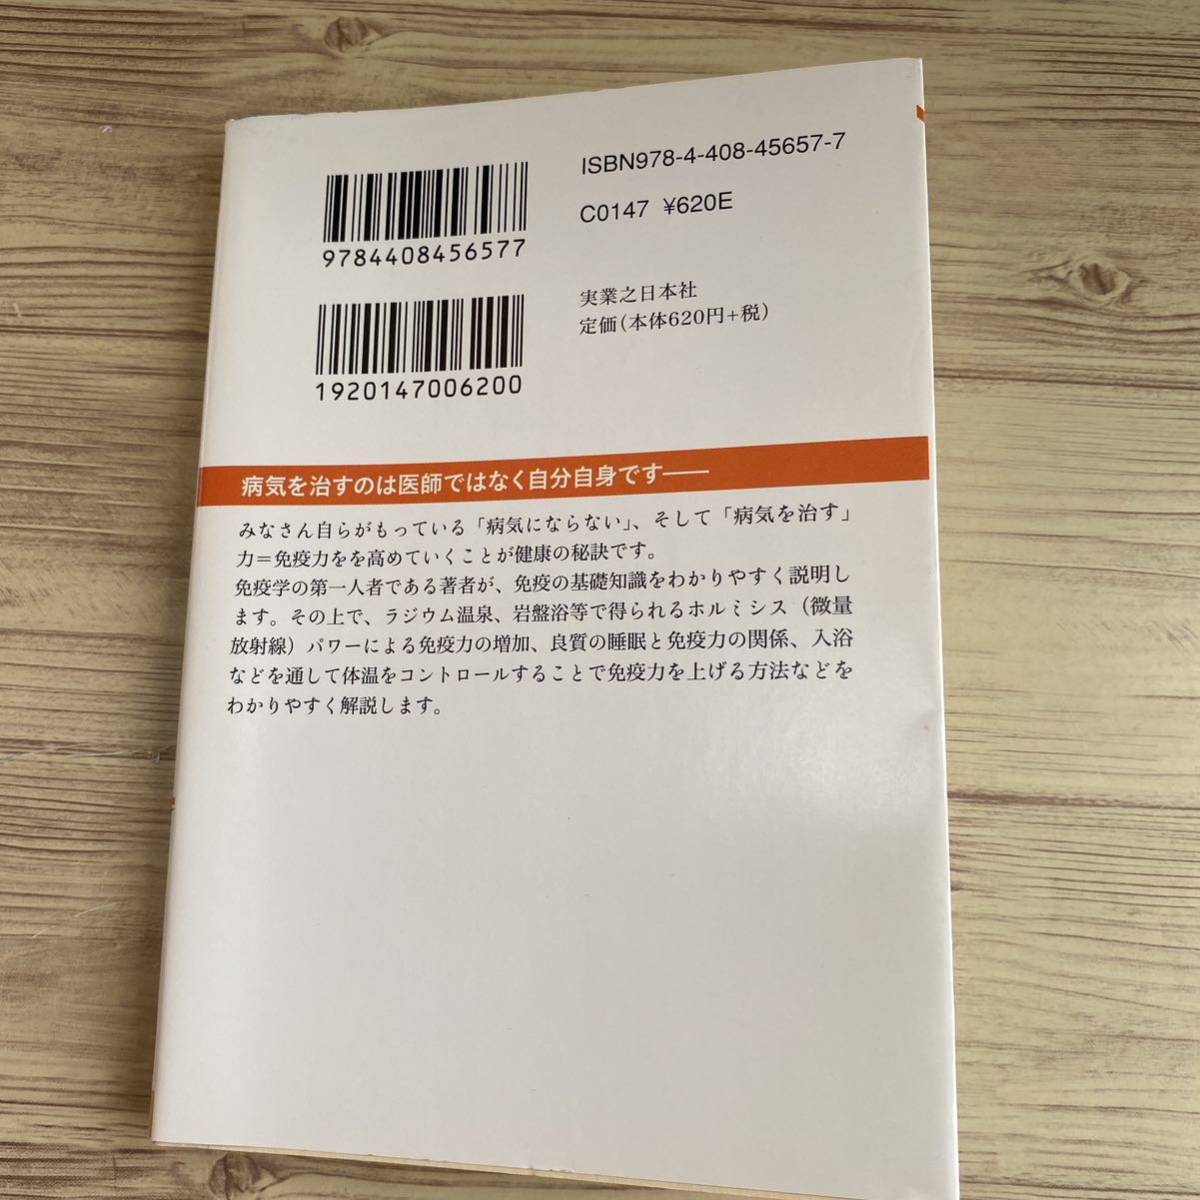 ISBN978-4-408-45657-7
C0147 ¥620E
9784408456577
実業之日本社
定価(本体620円+税)
1920147006200
病気を治すのは医師ではなく自分自身です——
みなさん自らがもっている「病気にならない」、そして「病気を治す」
力＝免疫力をを高めていくことが健康の秘訣です。
免疫学の第一人者である著者が、免疫の基礎知識をわかりやすく説明し
ます。その上で、ラジウム温泉、岩盤浴等で得られるホルミシス（微量
放射線）パワーによる免疫力の増加、良質の睡眠と免疫力の関係、入浴
などを通して体温をコントロールすることで免疫力を上げる方法などを
わかりやすく解説します。